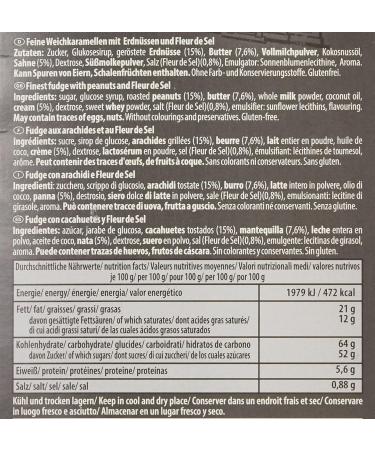 D Feine Weichkaramellen mit Erdnüssen und Fleur de Sel
Zutaten: Zucker, Glukosesirup, geröstete Erdnüsse (15%), Butter (7,6%), Vollmilchpulver, Kokosnussöl,
Sahne (5%), Dextrose, Süßmolkepulver, Salz (Fleur de Sel)(0,8%), Emulgator: Sonnenblumenlecithine, Aroma.
Kann Spuren von Eiern, Schalenfrüchten enthalten. Ohne Farb- und Konservierungsstoffe. Glutenfrei.
Finest fudge with peanuts and Fleur de Sel
Ingredients: sugar, glucose syrup, roasted peanuts (15%), butter (7,6%), whole milk powder, coconut oil,
cream (5%), dextrose, sweet whey powder, salt (Fleur de Sel)(0,8%), emulsifier: sunflower lecithins, flavouring.
May contain traces of eggs, nuts. Without colourings and preservatives. Glutenfree.
Fudge aux arachides et au Fleur de Sel
Ingrédients: sucre, sirop de glucose, arachides grillées (15%), beurre (7,6%), lait entier en poudre, huile de
coco, crème (5%), dextrose, lactosérum en poudre, sel (Fleur de Sel)(0,8%), émulsifiant: lécithines de tournesol,
arôme. Peut contenir des traces d'œufs, de fruits à coque. Sans colorants ni conservateurs. Sans gluten.
Fudge con arachidi e Fleur del Sel
Ingredienti: zucchero, scrippo di glucosio, arachidi tostate (15%), burro (7,6%), latte intero in polvere, olio di
cocco, panna (5%), destrosio, siero dolce di latte in polvere, sale (Fleur de Sel)(0,8%), emulsionante: lecitine di
girasole, aromi. Può contenere tracce di uova, frutta a guscio. Senza coloranti né conservanti. Senza glutine.
Fudge con cacahuetés y Fleur de Sel
Ingredientes: azúcar, jarabe de glucosa, cacahuetes tostados (15%), mantequilla (7,6%), leche entera en
polvo, aceite de coco, nata (5%), dextrosa, suero en polvo, sal (Fleur de Sel)(0,8%), emulgente: lecitinas de girasol,
aroma. Puede contener trazas de huevos, frutos de cáscara. Sin colorantes y conservantes. Sin gluten.
Durchschnittliche Nährwerte/ nutrition facts/ Valeurs nutritives moyennes/ Valori nutrizionali medi/ valores nutrivos
je 100 g/ per 100 g/ pour 100 g/ per 100 g/ por 100 g/
Energie/ energy/ énergie/ energia/ valor energético 1979 kJ / 472 kcal
Fett/ fat/ graisses/ grassi/ grasas 21 g
davon gesättigte Fettsäuren/ of which saturates/ dont acides gras saturés/ 12 g
di cui acidi grassi saturi/ de las cuales ácidos grasos saturados
Kohlenhydrate/ carbohydrate/ glucides/ carboidrati/ hidratos de carbono 64 g
davon Zucker/ of which sugars/ dont sucres/ di cui zuccheri/ de los cuales azúcares 52 g
Eiweiß/ protein/ protéines/ proteine/ proteínas 5,6 g
Salz/ salt/ sel/ sale/ sal 0,88 g
Kühl und trocken lagern/ Keep in cool and dry place/ Conserver dans un endroit frais et sec/ Conservare
in luogo fresco e asciutto/ Almacenar en un lugar fresco y seco.